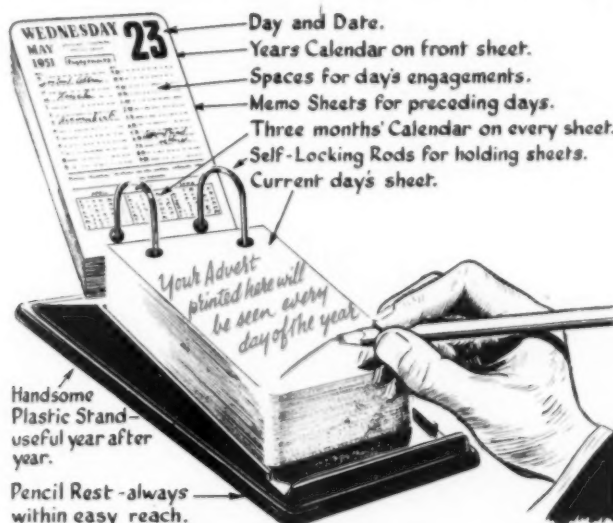 WEDNESDAY
MAY
1951
23
Engagements
Day and Date.
Years Calendar on front sheet.
Spaces for day's engagements.
Memo Sheets for preceding days.
Three months' Calendar on every sheet.
Self-Locking Rods for holding sheets.
Current day's sheet.
Your Advert
printed here will
be seen every
day of the year
Handsome
Plastic Stand-
useful year after
year.
Pencil Rest - always
within easy reach.